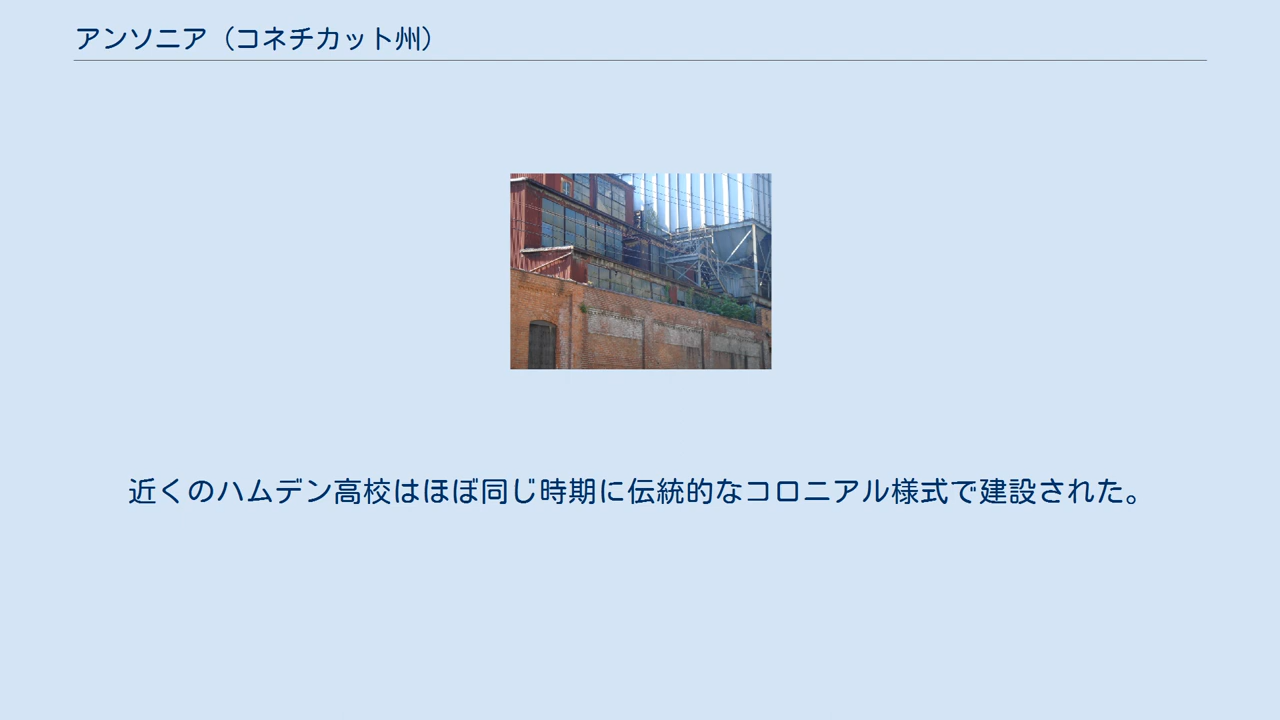 アンソニア（コネチカット州）
近くのハムデン高校はほぼ同じ時期に伝統的なコロニアル様式で建設された。